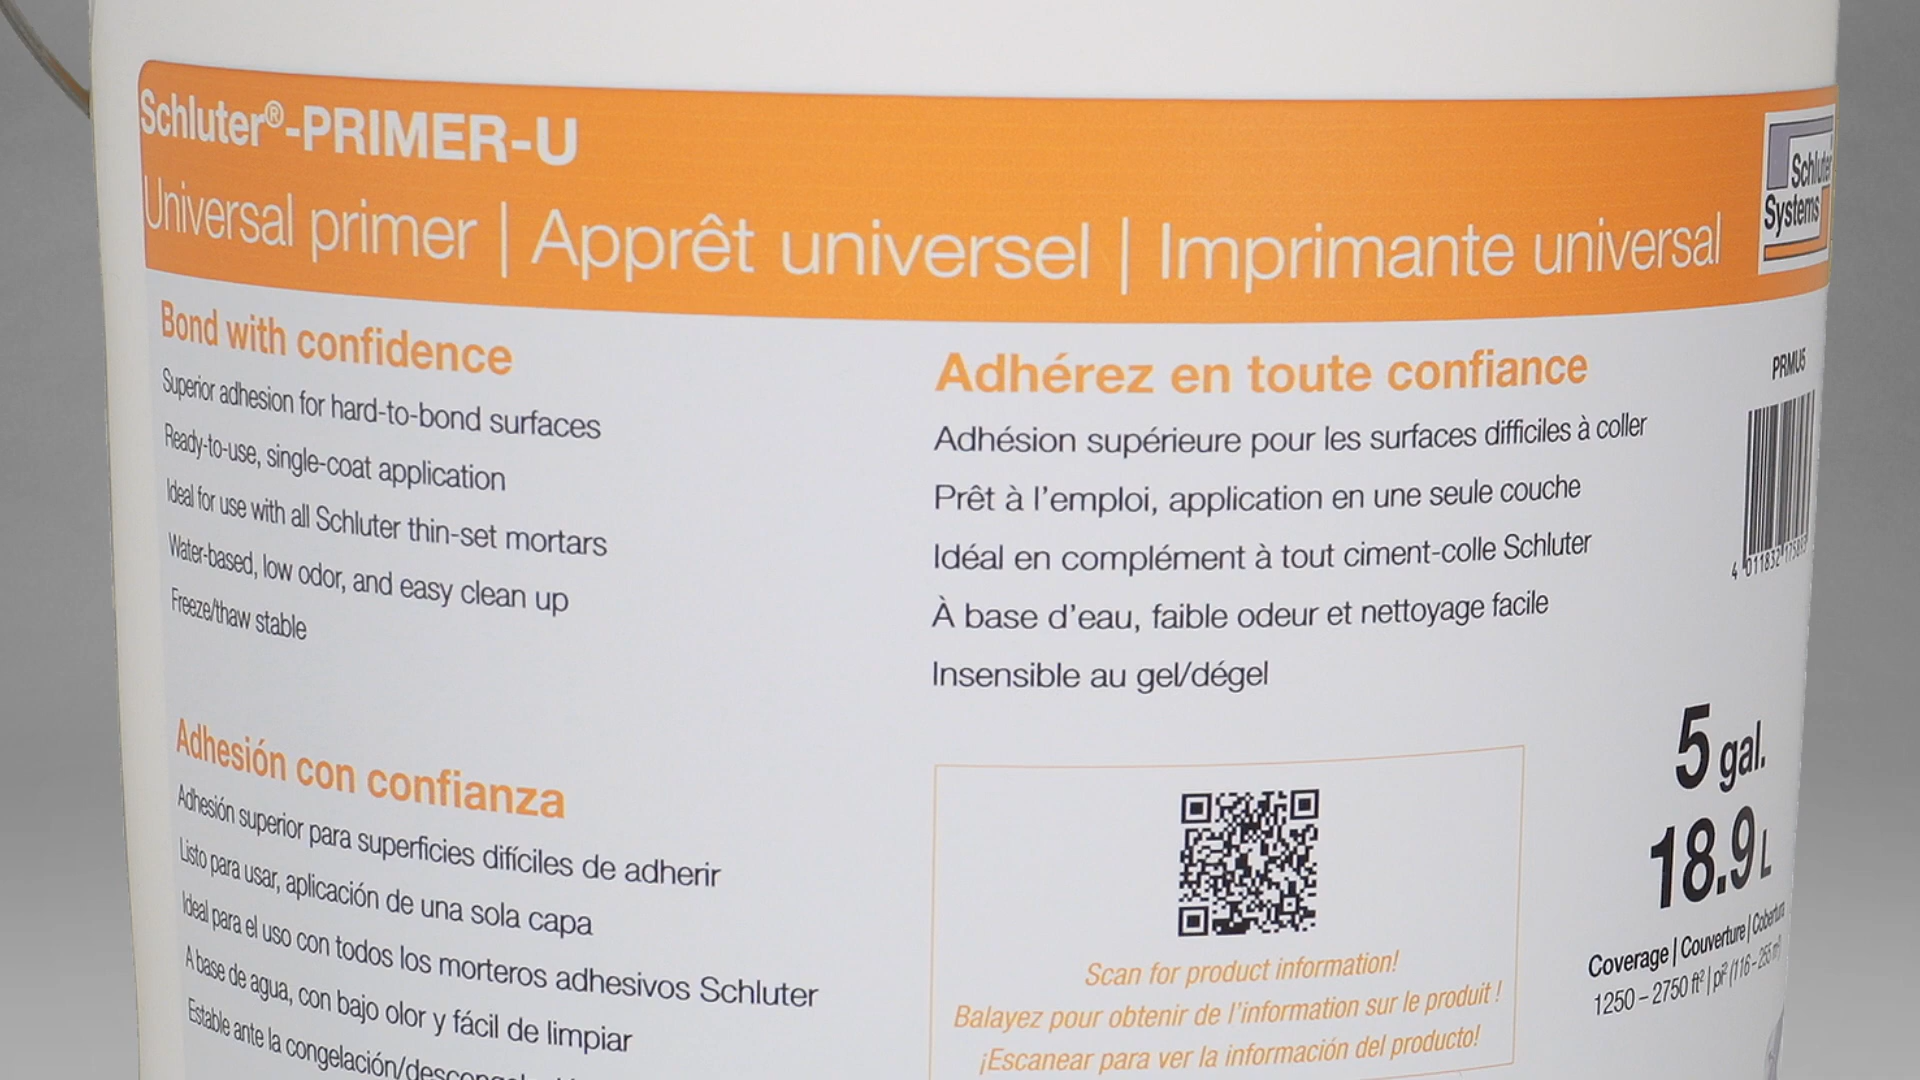 Schluter®-PRIMER-U
Universal primer | Apprêt universel | Imprimante universal
Schluter
Systems
Bond with confidence
Superior adhesion for hard-to-bond surfaces
Ready-to-use, single-coat application
Ideal for use with all Schluter thin-set mortars
Water-based, low odor, and easy clean up
Freeze/thaw stable
Adhérez en toute confiance
Adhésion supérieure pour les surfaces difficiles à coller
Prêt à l'emploi, application en une seule couche
Idéal en complément à tout ciment-colle Schluter
À base d'eau, faible odeur et nettoyage facile
Insensible au gel/dégel
PRMU5
4 011832
Adhesión con confianza
Adhesión superior para superficies difíciles de adherir
Listo para usar, aplicación de una sola capa
Ideal para el uso con todos los morteros adhesivos Schluter
A base de agua, con bajo olor y fácil de limpiar
Estable ante la
Scan for product information!
Balayez pour obtenir de l'information sur le produit !
¡Escanear para ver la información del producto!
5 gal.
18.9 L
Coverage | Couverture | Cobertura
1250 – 2750 ft² | pi² (116 – 255 m²)